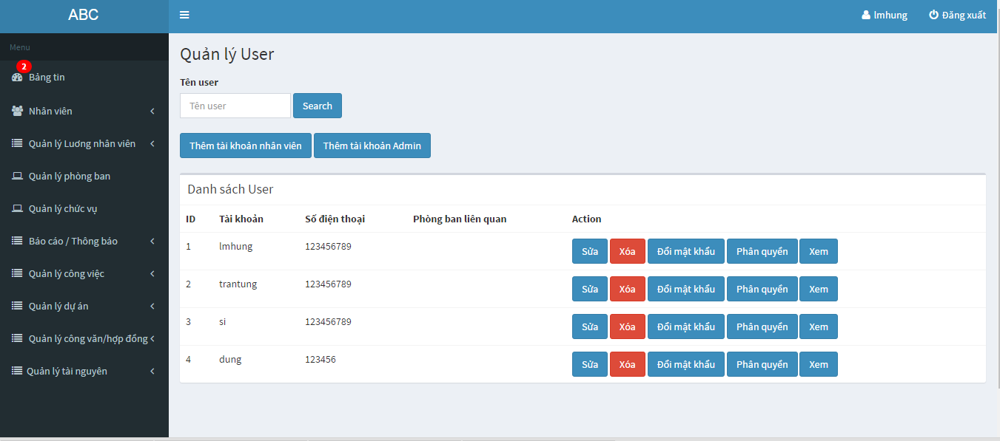 ABC
lmhung Đăng xuất
Menu
2
Bảng tin
Nhân viên
Quản lý Lương nhân viên
Quản lý phòng ban
Quản lý chức vụ
Báo cáo / Thông báo
Quản lý công việc
Quản lý dự án
Quản lý công văn/hợp đồng
Quản lý tài nguyên
Quản lý User
Tên user
Tên user Search
Thêm tài khoản nhân viên Thêm tài khoản Admin
Danh sách User
ID Tài khoản Số điện thoại Phòng ban liên quan Action
1 lmhung 123456789 Sửa Xóa Đổi mật khẩu Phân quyền Xem
2 trantung 123456789 Sửa Xóa Đổi mật khẩu Phân quyền Xem
3 si 123456789 Sửa Xóa Đổi mật khẩu Phân quyền Xem
4 dung 123456 Sửa Xóa Đổi mật khẩu Phân quyền Xem